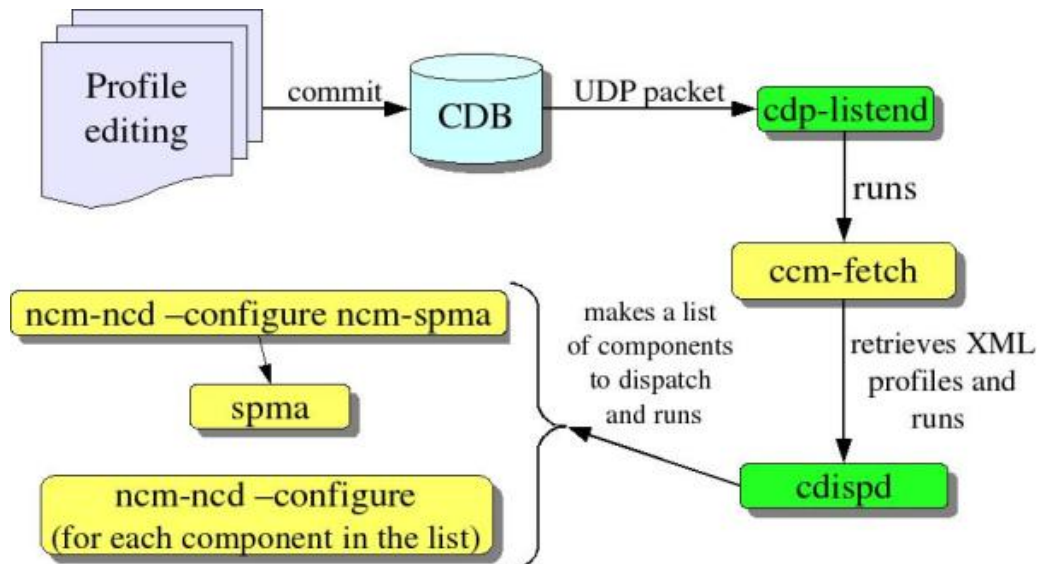 Profile
editing
commit
CDB
UDP packet
cdp-listend
runs
ccm-fetch
retrieves XML
profiles and
runs
cdispd
makes a list
of components
to dispatch
and runs
ncm-ncd –configure ncm-spma
spma
ncm-ncd –configure
(for each component in the list)